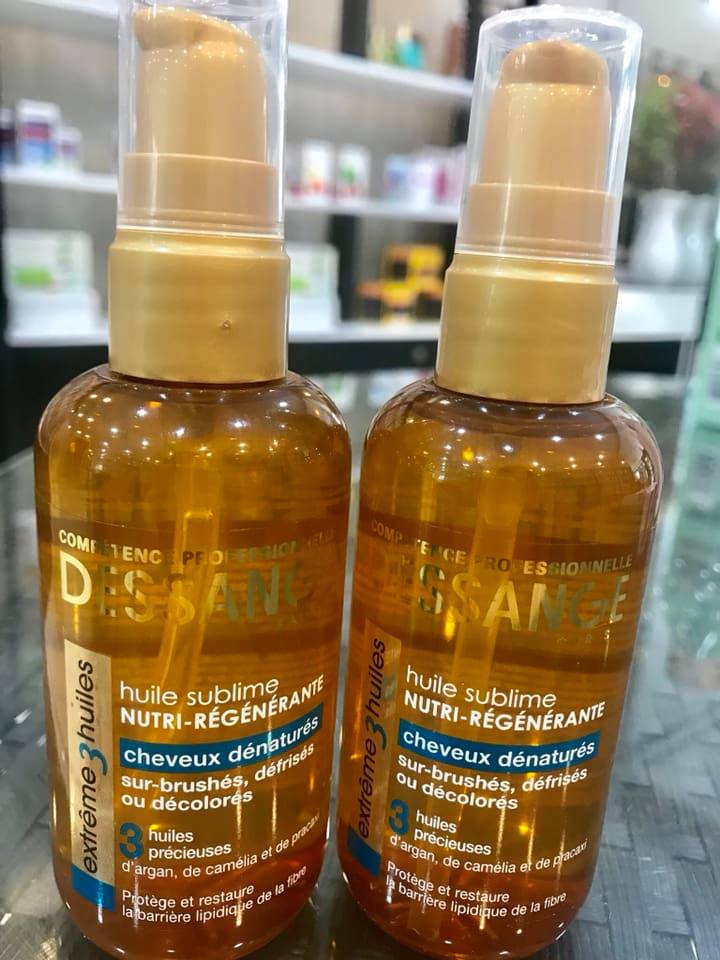 COMPETENCE PROFESSIONNELLE
DESSANGE
PARIS
extrême 3 huiles
huile sublime
NUTRI-RÉGÉNÉRANTE
cheveux dénaturés
sur-brushés, défrisés
ou décolorés
3 huiles
précieuses
d'argan, de camélia et de pracaxi
Protège et restaure
la barrière lipidique de la fibre
COMPETENCE PROFESSIONNELLE
DESSANGE
PARIS
extrême 3 huiles
huile sublime
NUTRI-RÉGÉNÉRANTE
cheveux dénaturés
sur-brushés, défrisés
ou décolorés
3 huiles
précieuses
d'argan, de camélia et de pracaxi
Protège et restaure
la barrière lipidique de la fibre